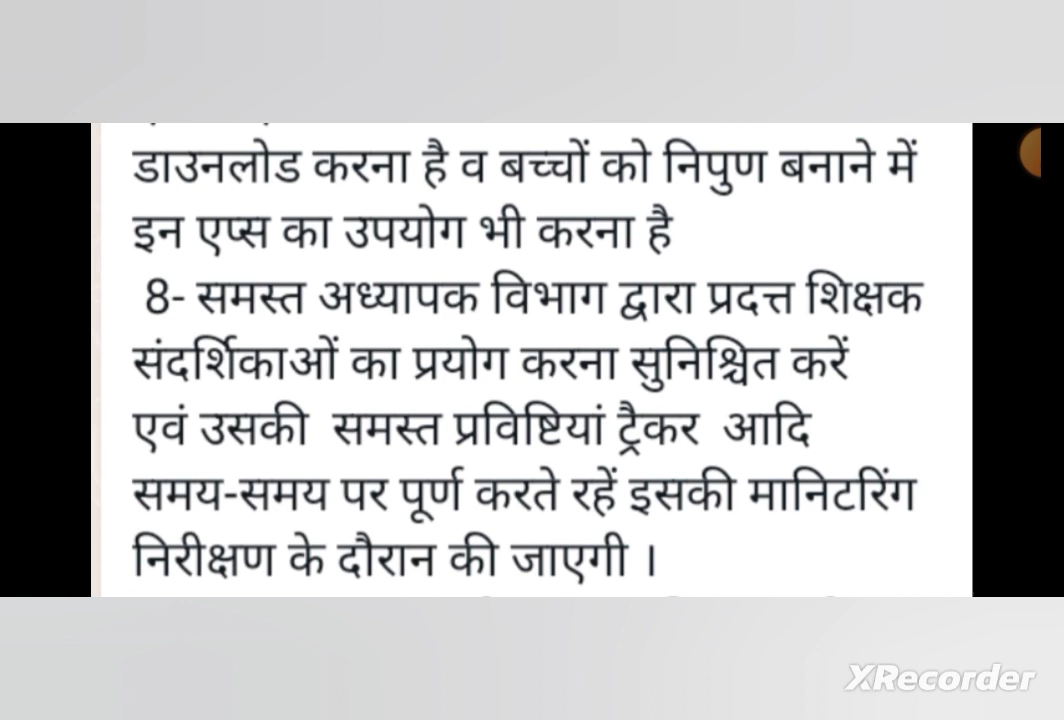 डाउनलोड करना है व बच्चों को निपुण बनाने में
इन एप्स का उपयोग भी करना है
8- समस्त अध्यापक विभाग द्वारा प्रदत्त शिक्षक
संदर्शिकाओं का प्रयोग करना सुनिश्चित करें
एवं उसकी समस्त प्रविष्टियां ट्रैकर आदि
समय-समय पर पूर्ण करते रहें इसकी मानिटरिंग
निरीक्षण के दौरान की जाएगी ।
XRecorder